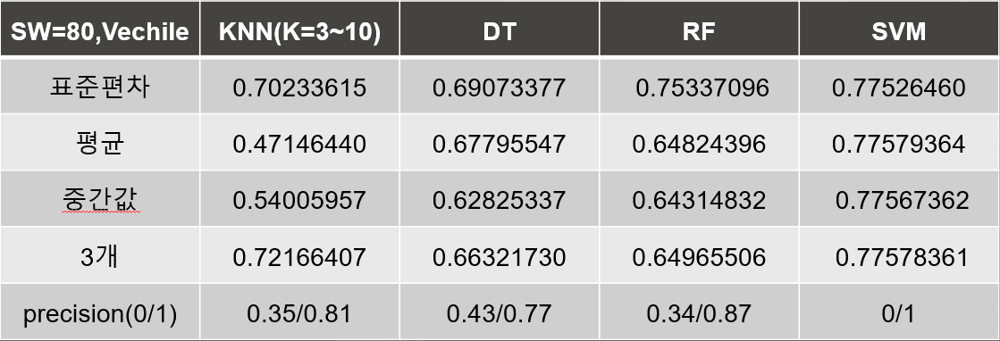 SW=80,Vechile KNN(K=3~10) DT RF SVM
표준편차 0.70233615 0.69073377 0.75337096 0.77526460
평균 0.47146440 0.67795547 0.64824396 0.77579364
중간값 0.54005957 0.62825337 0.64314832 0.77567362
3개 0.72166407 0.66321730 0.64965506 0.77578361
precision(0/1) 0.35/0.81 0.43/0.77 0.34/0.87 0/1